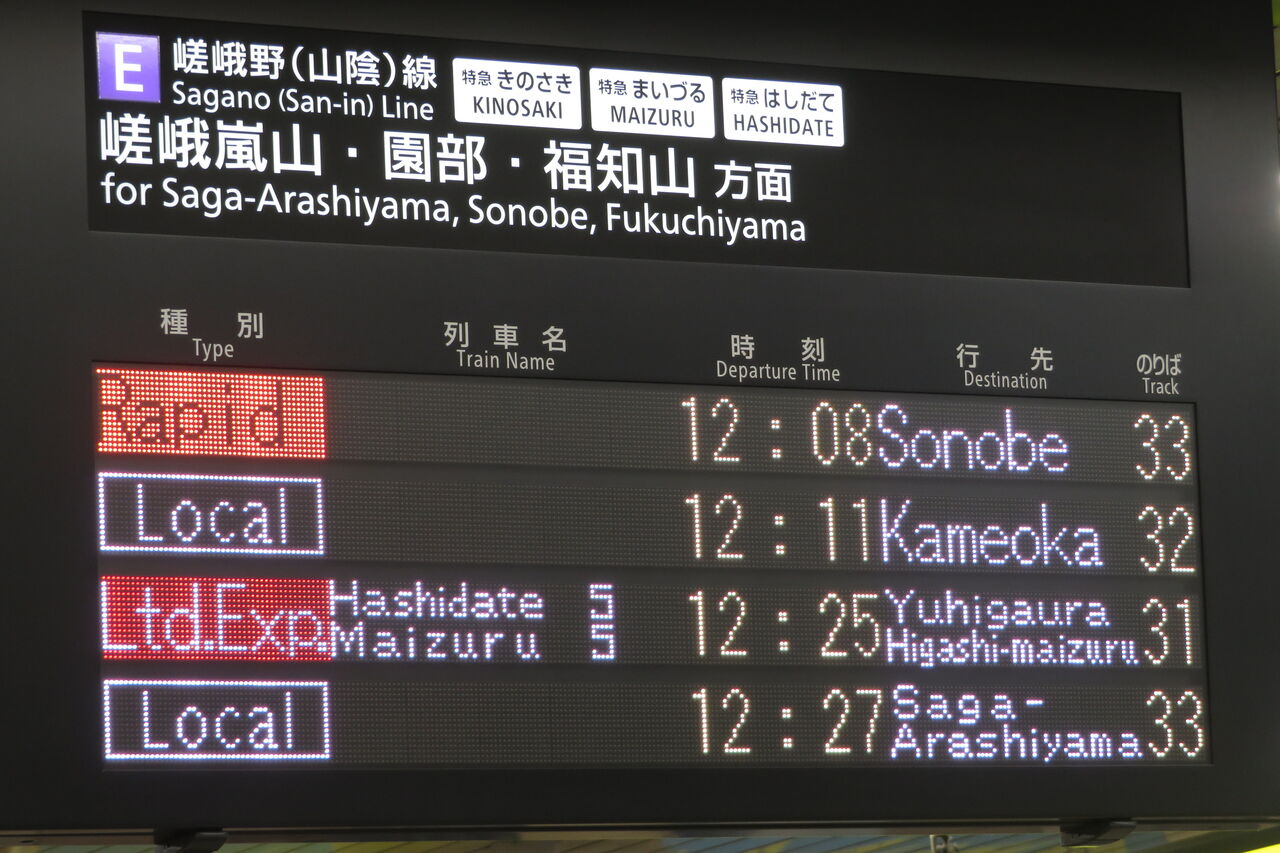 E 嵯峨野(山陰)線 特急 きのさき 特急 まいづる 特急 はしだて
Sagano (San-in) Line KINOSAKI MAIZURU HASHIDATE
嵯峨嵐山・園部・福知山 方面
for Saga-Arashiyama, Sonobe, Fukuchiyama
種別 列車名 時刻 行先 のりば
Type Train Name Departure Time Destination Track
Rapid 12:08 Sonobe 33
Local 12:11 Kameoka 32
Ltd.Exp. Hashidate 5 12:25 Yuhigaura 31
Maizuru 5 Higashi-maizuru
Local 12:27 Saga- 33
Arashiyama